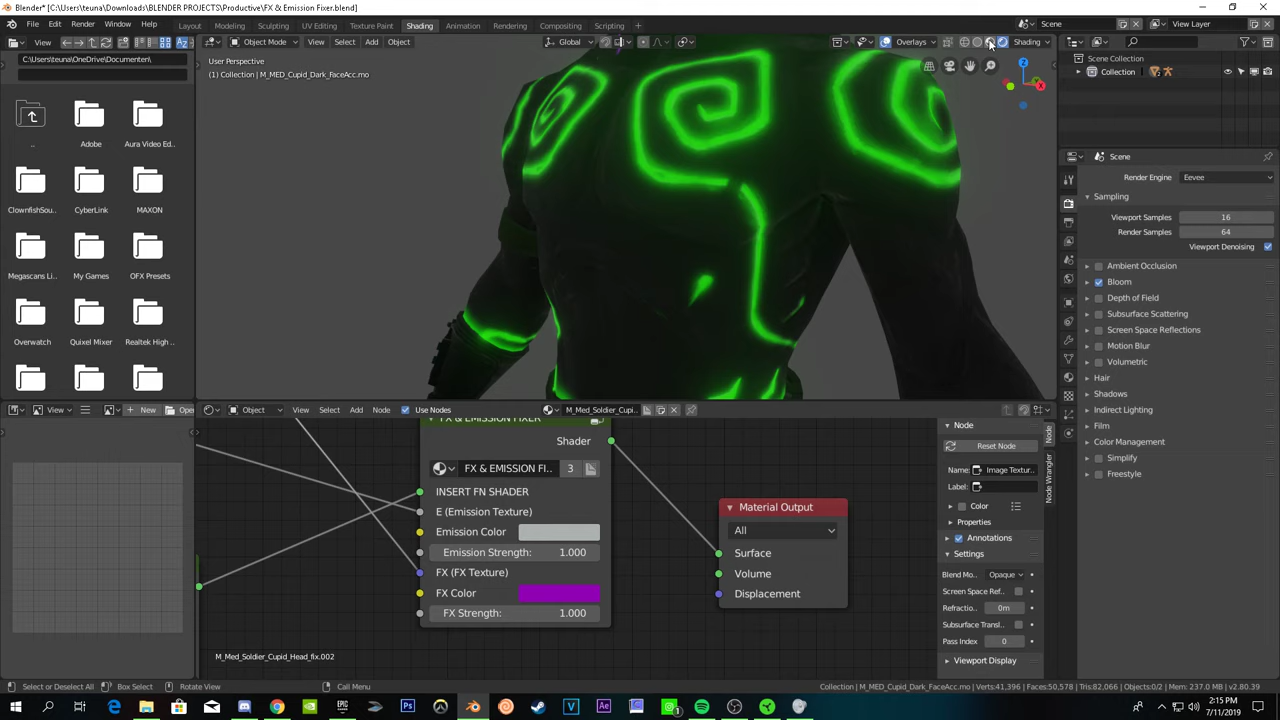 Blender* [C:\Users\teuna\Downloads\BLENDER PROJECTS\Productive\FX & Emission Fixer.blend]
File Edit Render Window Help Layout Modeling Sculpting UV Editing Texture Paint Shading Animation Rendering Compositing Scripting Scene View Layer
View Object Mode View Select Add Object Global Overlays Shading
C:\Users\teuna\OneDrive\Documenten\
User Perspective
(1) Collection | M_MED_Cupid_Dark_FaceAcc.mo
Scene Collection
Collection
.. Adobe Aura Video Ed..
ClownfishSou.. CyberLink MAXON
Megascans Li.. My Games OFX Presets
Overwatch Quixel Mixer Realtek High ..
Scene
Render Engine Eevee
Sampling
Viewport Samples 16
Render Samples 64
Viewport Denoising
Ambient Occlusion
Bloom
Depth of Field
Subsurface Scattering
Screen Space Reflections
Motion Blur
Volumetric
Hair
Shadows
Indirect Lighting
Film
Color Management
Simplify
Freestyle
View New Open Object View Select Add Node Use Nodes M_Med_Soldier_Cupi..
FX & EMISSION FIXER
Shader
FX & EMISSION FI.. 3
INSERT FN SHADER
E (Emission Texture)
Emission Color
Emission Strength: 1.000
FX (FX Texture)
FX Color
FX Strength: 1.000
Material Output
All
Surface
Volume
Displacement
Node
Reset Node
Name: Image Textur..
Label:
Color
Properties
Annotations
Settings
Blend Mo.. Opaque
Screen Space Ref..
Refractio.. 0m
Subsurface Transl..
Pass Index 0
Viewport Display
Node
Node Wrangler
M_Med_Soldier_Cupid_Head_fix.002
Select or Deselect All Box Select Rotate View Call Menu Collection | M_MED_Cupid_Dark_FaceAcc.mo | Verts:41,396 | Faces:50,578 | Tris:82,066 | Objects:0/2 | Mem: 237.0 MB | v2.80.39
2:15 PM
7/11/2019